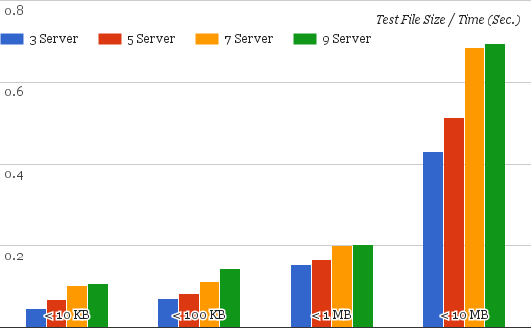 0.8
Test File Size / Time (Sec.)
3 Server 5 Server 7 Server 9 Server
0.6
0.4
0.2
< 10 KB < 100 KB < 1 MB < 10 MB